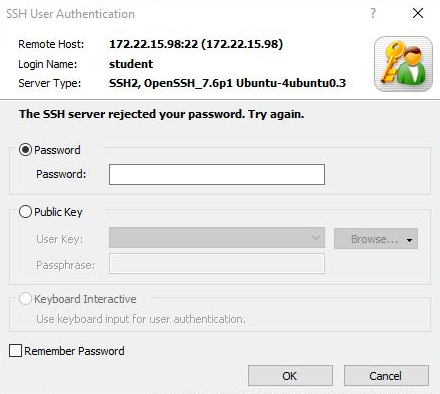 SSH User Authentication
Remote Host: 172.22.15.98:22 (172.22.15.98)
Login Name: student
Server Type: SSH2, OpenSSH_7.6p1 Ubuntu-4ubuntu0.3
The SSH server rejected your password. Try again.
Password
Password:
Public Key
User Key: Browse...
Passphrase:
Keyboard Interactive
Use keyboard input for user authentication.
Remember Password
OK Cancel